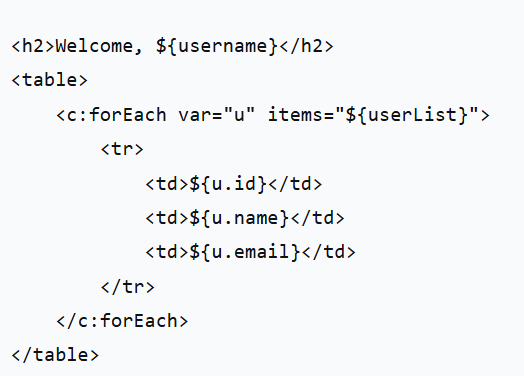 <h2>Welcome, ${username}</h2>
<table>
    <c:forEach var="u" items="${userList}">
        <tr>
            <td>${u.id}</td>
            <td>${u.name}</td>
            <td>${u.email}</td>
        </tr>
    </c:forEach>
</table>